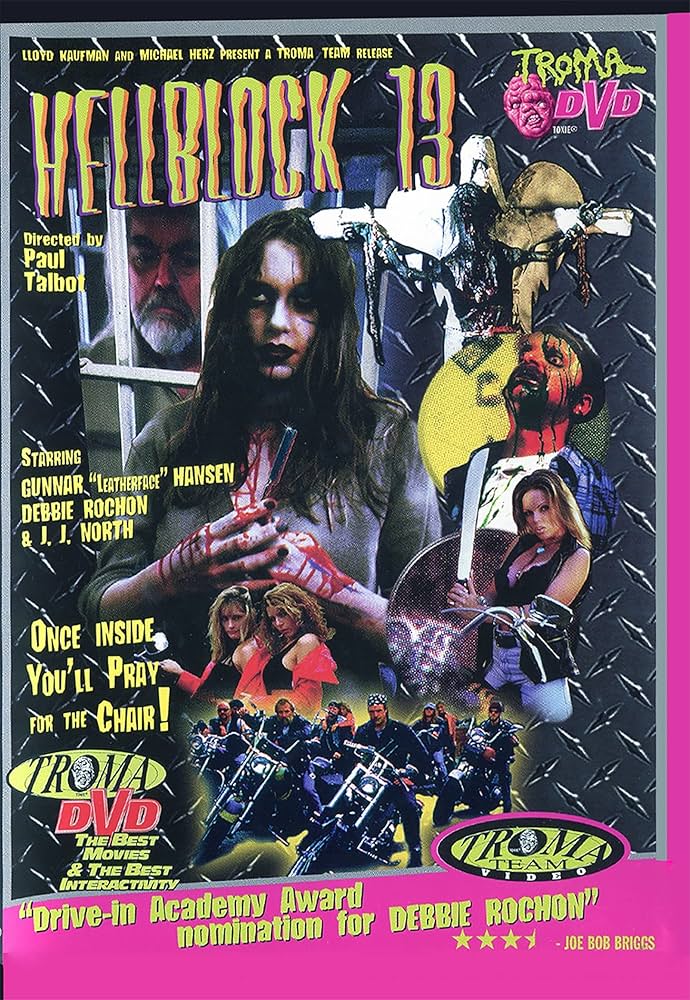 LLOYD KAUFMAN AND MICHAEL HERZ PRESENT A TROMA TEAM RELEASE
TROMA
DVD
TOXIE©
HELLBLOCK 13
Directed by
Paul
Talbot
STARRING
GUNNAR "LEATHERFACE" HANSEN
DEBBIE ROCHON
& J. J. NORTH
ONCE INSIDE
YOU'LL PRAY
FOR THE CHAIR!
TROMA
DVD
THE BEST
MOVIES
& THE BEST
INTERACTIVITY
TROMA
TEAM
VIDEO
"Drive-in Academy Award
nomination for DEBBIE ROCHON"
- JOE BOB BRIGGS